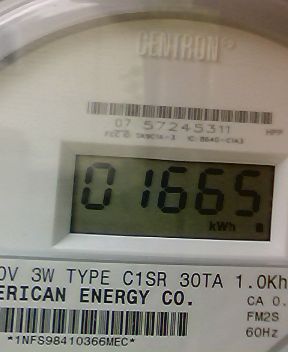 CENTRON®
07 57245311
HPP
01665
kWh
0V 3W TYPE C1SR 30TA 1.0Kh
ERICAN ENERGY CO.
CA 0.
FM2S
60Hz
*1NFS98410366MEC*